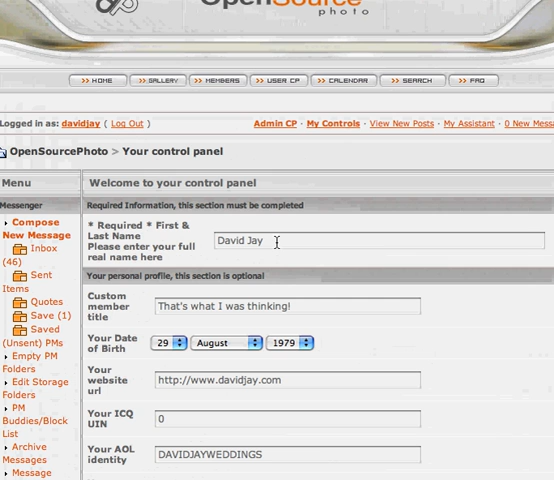 OpenSource
photo
>> HOME >> GALLERY >> MEMBERS >> USER CP >> CALENDAR >> SEARCH >> FAQ
Logged in as: davidjay ( Log Out ) Admin CP · My Controls · View New Posts · My Assistant · 0 New Messa
OpenSourcePhoto > Your control panel
Menu
Messenger
Compose
New Message
Inbox
(46)
Sent
Items
Quotes
Save (1)
Saved
(Unsent) PMs
Empty PM
Folders
Edit Storage
Folders
PM
Buddies/Block
List
Archive
Messages
Message
Welcome to your control panel
Required Information, this section must be completed
* Required * First &
Last Name
Please enter your full
real name here
David Jay
Your personal profile, this section is optional
Custom
member
title
That's what I was thinking!
Your Date
of Birth
29 August 1979
Your
website
url
http://www.davidjay.com
Your ICQ
UIN
0
Your AOL
identity
DAVIDJAYWEDDINGS